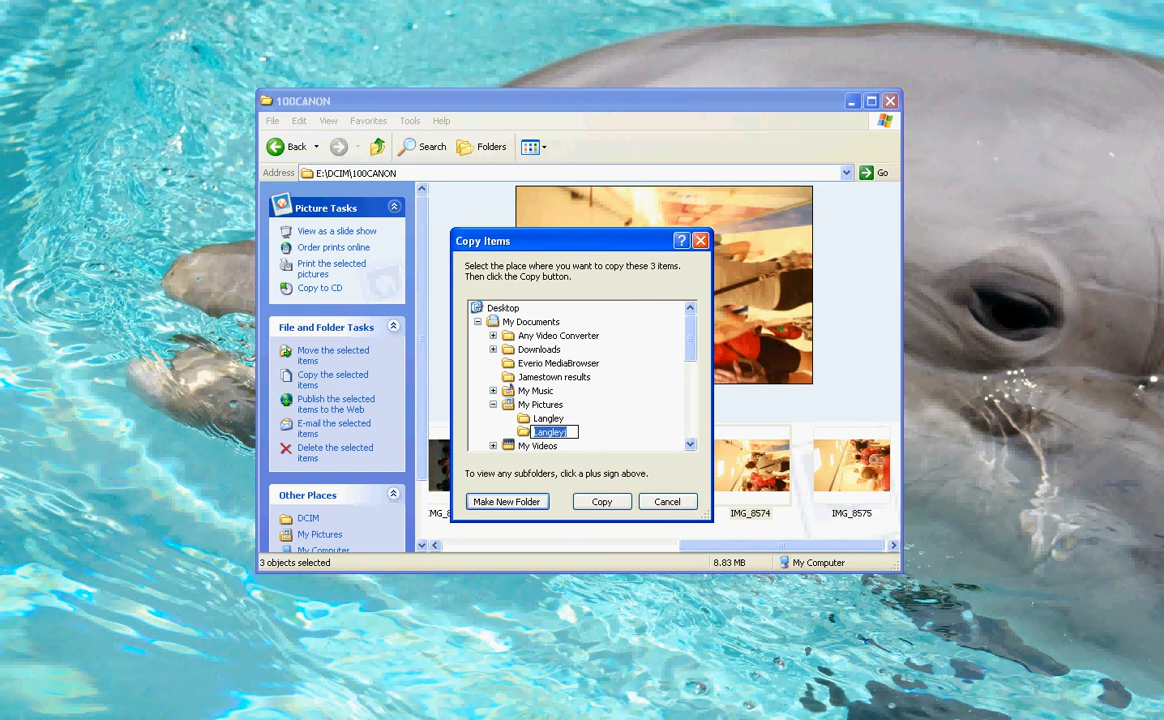 100CANON
File Edit View Favorites Tools Help
Back Search Folders
Address E:\DCIM\100CANON Go
Picture Tasks
View as a slide show
Order prints online
Print the selected
pictures
Copy to CD
File and Folder Tasks
Move the selected
items
Copy the selected
items
Publish the selected
items to the Web
E-mail the selected
items
Delete the selected
items
Other Places
DCIM
My Pictures
My Computer
Copy Items
Select the place where you want to copy these 3 items.
Then click the Copy button.
Desktop
My Documents
Any Video Converter
Downloads
Everio MediaBrowser
Jamestown results
My Music
My Pictures
Langley
Langley
My Videos
To view any subfolders, click a plus sign above.
Make New Folder Copy Cancel
IMG_8574 IMG_8575
3 objects selected 8.83 MB My Computer